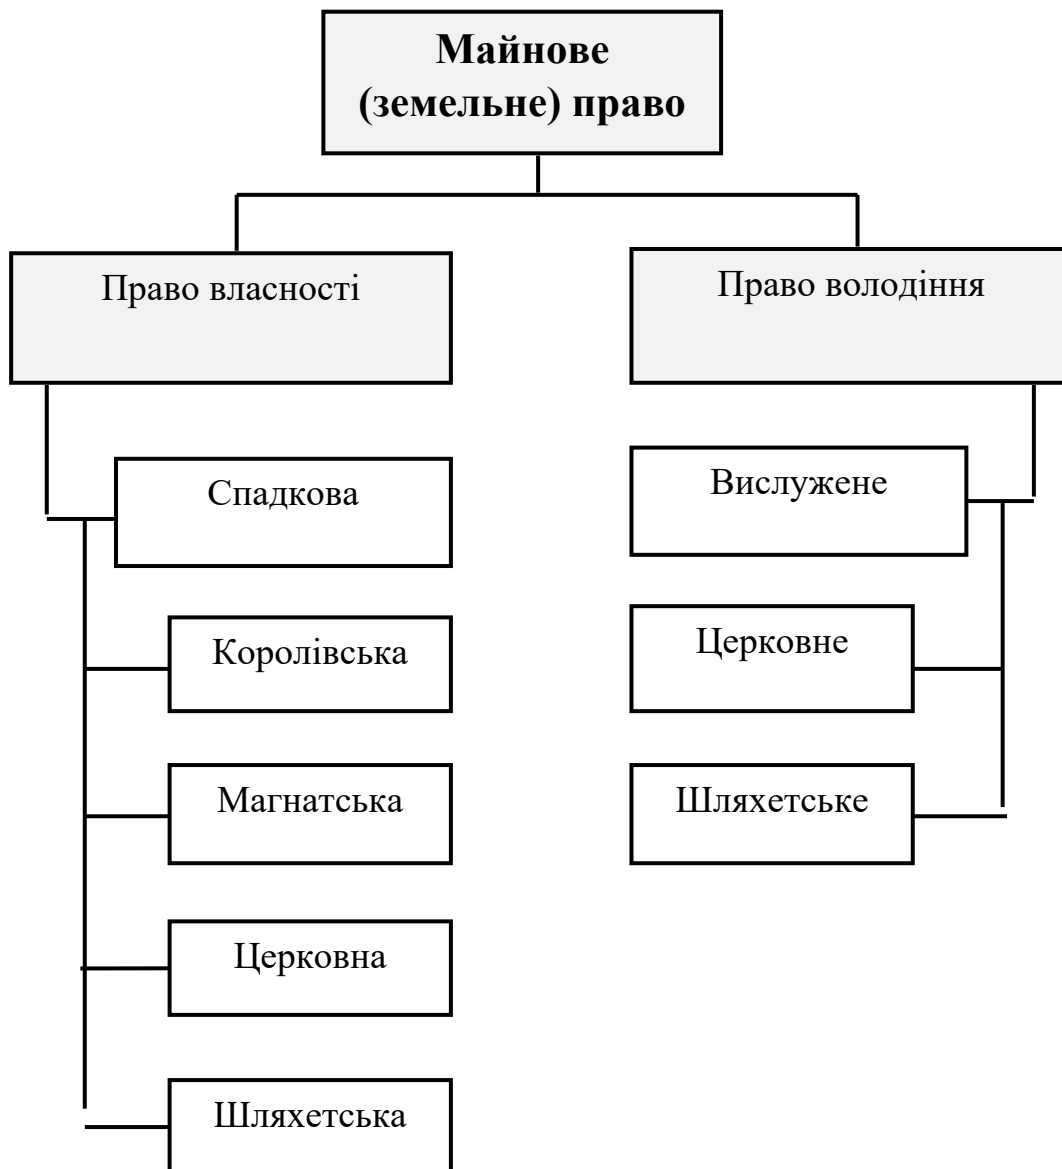 Майнове
(земельне) право
Право власності
Право володіння
Спадкова
Вислужене
Королівська
Церковне
Магнатська
Шляхетське
Церковна
Шляхетська